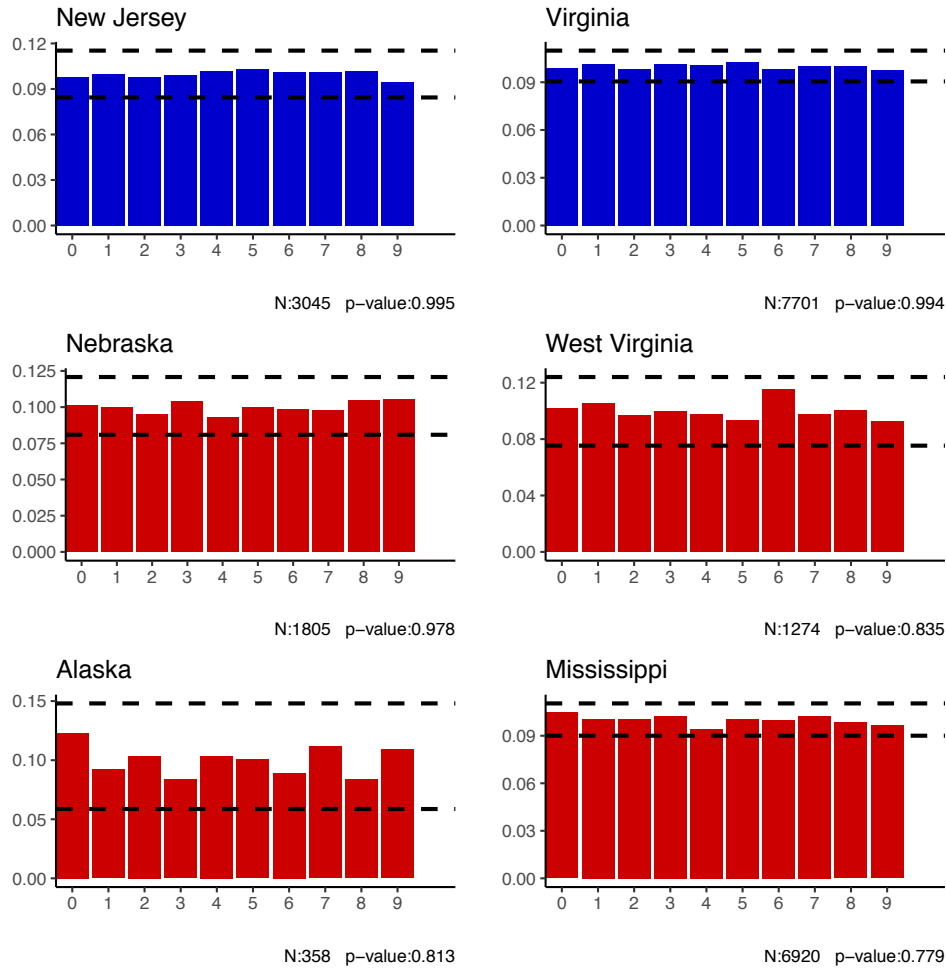 New Jersey
0.12
0.09
0.06
0.03
0.00
0 1 2 3 4 5 6 7 8 9
N:3045 p−value:0.995
Virginia
0.09
0.06
0.03
0.00
0 1 2 3 4 5 6 7 8 9
N:7701 p−value:0.994
Nebraska
0.125
0.100
0.075
0.050
0.025
0.000
0 1 2 3 4 5 6 7 8 9
N:1805 p−value:0.978
West Virginia
0.12
0.08
0.04
0.00
0 1 2 3 4 5 6 7 8 9
N:1274 p−value:0.835
Alaska
0.15
0.10
0.05
0.00
0 1 2 3 4 5 6 7 8 9
N:358 p−value:0.813
Mississippi
0.09
0.06
0.03
0.00
0 1 2 3 4 5 6 7 8 9
N:6920 p−value:0.779